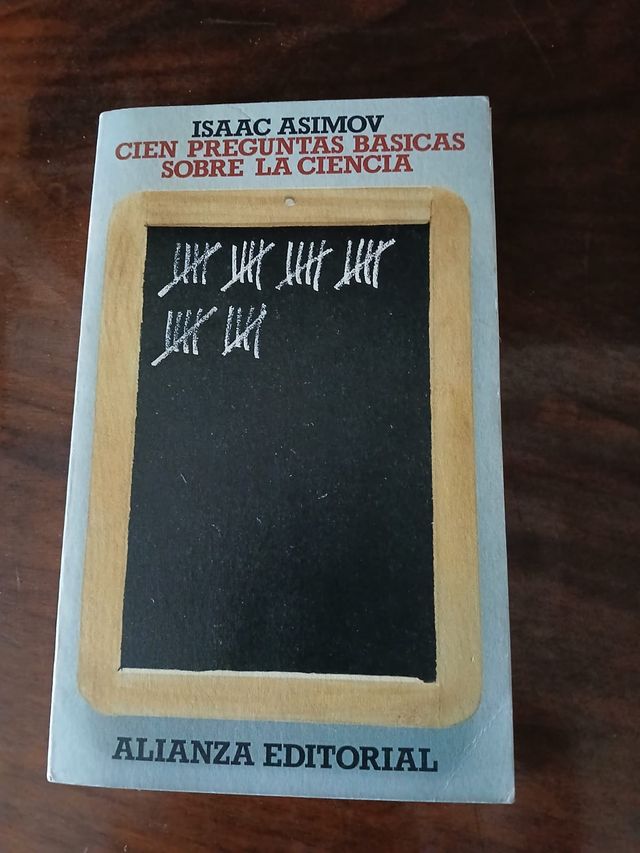 ISAAC ASIMOV
CIEN PREGUNTAS BASICAS
SOBRE LA CIENCIA
ALIANZA EDITORIAL